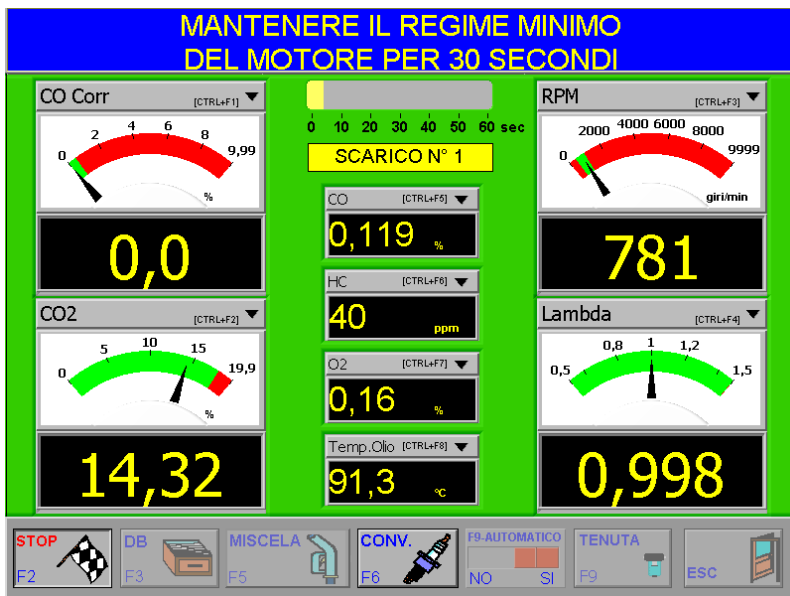 MANTENERE IL REGIME MINIMO
DEL MOTORE PER 30 SECONDI
CO Corr [CTRL+F1]
0 2 4 6 8 9,99
%
0,0
CO2 [CTRL+F2]
0 5 10 15 19,9
%
14,32
0 10 20 30 40 50 60 sec
SCARICO N° 1
CO [CTRL+F5]
0,119 %
HC [CTRL+F6]
40 ppm
O2 [CTRL+F7]
0,16 %
Temp.Olio [CTRL+F8]
91,3 °C
RPM [CTRL+F3]
0 2000 4000 6000 8000 9999
giri/min
781
Lambda [CTRL+F4]
0,5 0,8 1 1,2 1,5
0,998
STOP
F2
DB
F3
MISCELA
F5
CONV.
F6
F9-AUTOMATICO
NO SI
TENUTA
F9
ESC